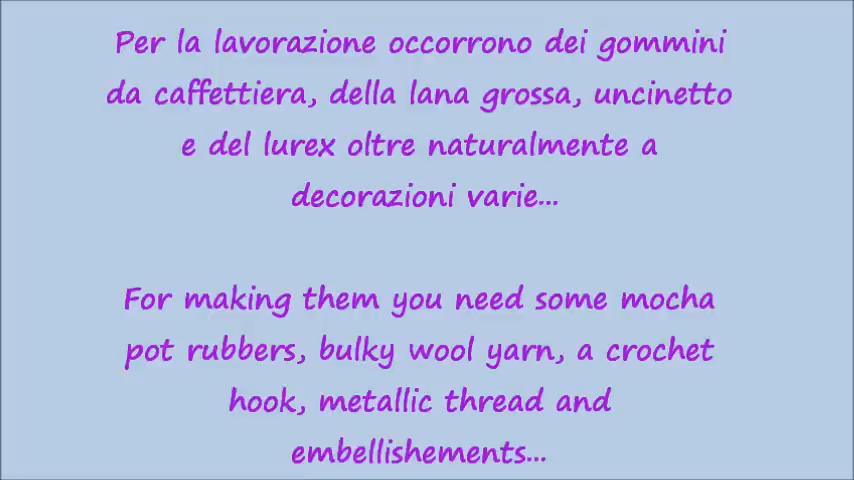 Per la lavorazione occorrono dei gommini
da caffettiera, della lana grossa, uncinetto
e del lurex oltre naturalmente a
decorazioni varie...
For making them you need some mocha
pot rubbers, bulky wool yarn, a crochet
hook, metallic thread and
embellishements...